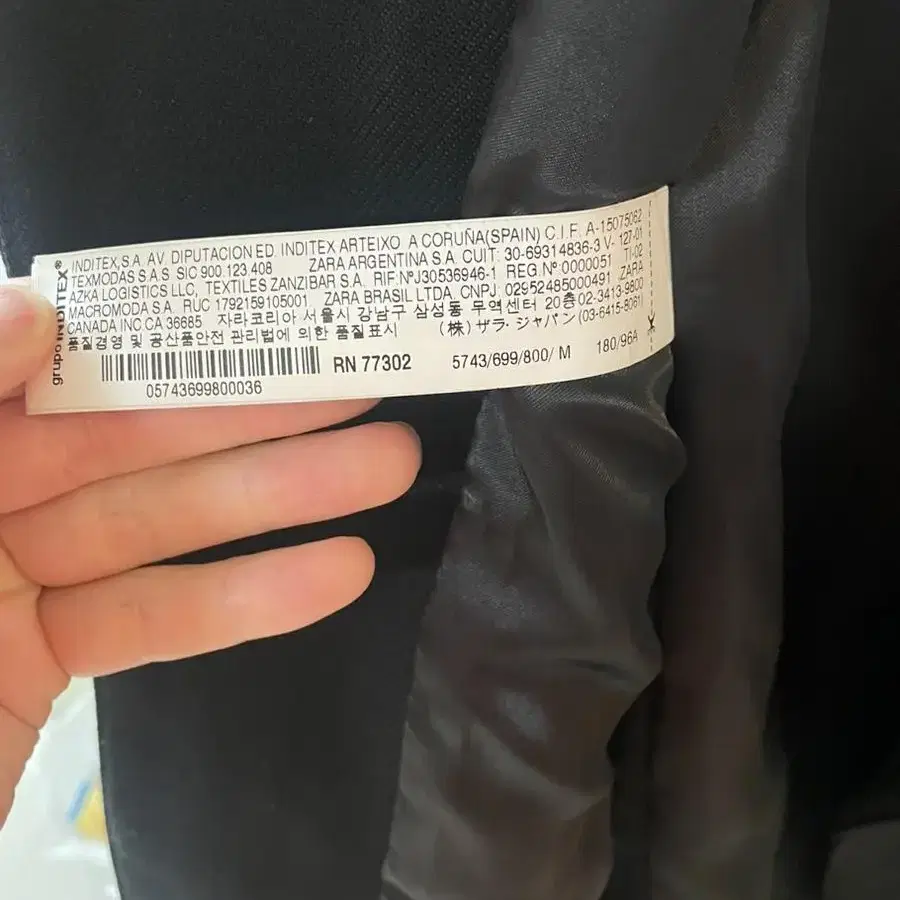 grupo INDITEX®
INDITEX,S.A. AV. DIPUTACION ED. INDITEX ARTEIXO A CORUÑA(SPAIN) C.I.F. A-15075062
TEXMODAS S.A.S. SIC 900.123.408 ZARA ARGENTINA S.A. CUIT: 30-69314836-3 V- 127-01
AZKA LOGISTICS LLC, TEXTILES ZANZIBAR S.A. RIF.NºJ30536946-1 REG.Nº 0000051 TI-02
MACROMODA S.A. RUC 1792159105001. ZARA BRASIL LTDA. CNPJ: 02952485000491 ZARA
CANADA INC CA 36685 자라코리아 서울시 강남구 삼성동 무역센터 20층 02-3413-9800
품질경영 및 공산품안전 관리법에 의한 품질표시 (株) ザラ・ジャパン (03-6415-8061)
RN 77302 5743/699/800/ M 180/96A
05743699800036